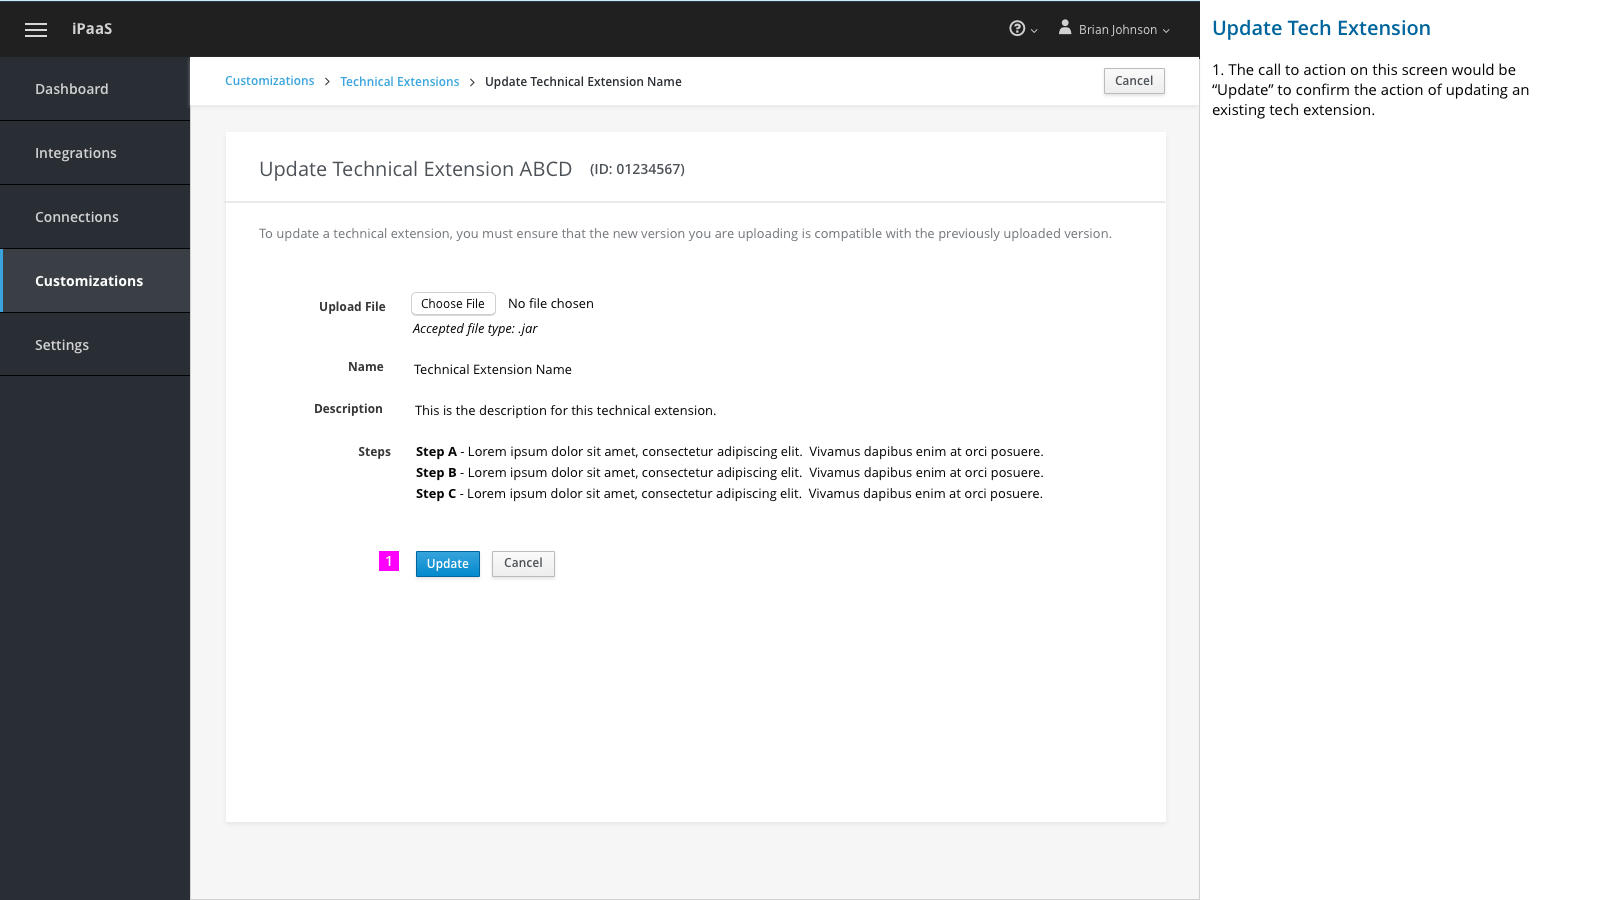 iPaaS
Brian Johnson
Dashboard
Integrations
Connections
Customizations
Settings
Customizations > Technical Extensions > Update Technical Extension Name
Cancel
Update Technical Extension ABCD (ID: 01234567)
To update a technical extension, you must ensure that the new version you are uploading is compatible with the previously uploaded version.
Upload File Choose File No file chosen
Accepted file type: .jar
Name Technical Extension Name
Description This is the description for this technical extension.
Steps Step A - Lorem ipsum dolor sit amet, consectetur adipiscing elit. Vivamus dapibus enim at orci posuere.
Step B - Lorem ipsum dolor sit amet, consectetur adipiscing elit. Vivamus dapibus enim at orci posuere.
Step C - Lorem ipsum dolor sit amet, consectetur adipiscing elit. Vivamus dapibus enim at orci posuere.
1 Update Cancel
Update Tech Extension
1. The call to action on this screen would be
“Update” to confirm the action of updating an
existing tech extension.